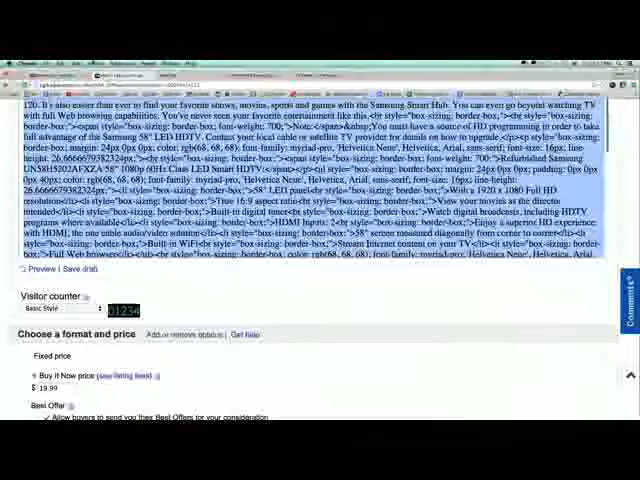 120. It's also easier than ever to find your favorite shows, movies, sports and games with the Samsung Smart Hub. You can even go beyond watching TV
with full Web browsing capabilities. You've never seen your favorite entertainment like this.<br style="box-sizing: border-box;"><br style="box-sizing:
border-box;"><span style="box-sizing: border-box; font-weight: 700;">Note:</span>&nbsp;You must have a source of HD programming in order to take
full advantage of the Samsung 58" LED HDTV. Contact your local cable or satellite TV provider for details on how to upgrade.</p><p style="box-sizing:
border-box; margin: 24px 0px 0px; color: rgb(68, 68, 68); font-family: myriad-pro, 'Helvetica Neue', Helvetica, Arial, sans-serif; font-size: 16px; line-
height: 26.6666679382324px;"><br style="box-sizing: border-box;"><span style="box-sizing: border-box; font-weight: 700;">Refurbished Samsung
UN58H5202AFXZA 58" 1080p 60Hz Class LED Smart HDTV:</span></p><ul style="box-sizing: border-box; margin: 24px 0px 0px; padding: 0px 0px
0px 40px; color: rgb(68, 68, 68); font-family: myriad-pro, 'Helvetica Neue', Helvetica, Arial, sans-serif; font-size: 16px; line-height:
26.6666679382324px;"><li style="box-sizing: border-box;">58" LED panel<br style="box-sizing: border-box;">With a 1920 x 1080 Full HD
resolution</li><li style="box-sizing: border-box;">True 16:9 aspect ratio<br style="box-sizing: border-box;">View your movies as the director
intended</li><li style="box-sizing: border-box;">Built-in digital tuner<br style="box-sizing: border-box;">Watch digital broadcasts, including HDTV
programs where available</li><li style="box-sizing: border-box;">HDMI Inputs: 2<br style="box-sizing: border-box;">Enjoy a superior HD experience
with HDMI, the one cable audio/video solution</li><li style="box-sizing: border-box;">58" screen measured diagonally from corner to corner</li><li
style="box-sizing: border-box;">Built-in WiFi<br style="box-sizing: border-box;">Stream Internet content on your TV</li><li style="box-sizing: border-
box;">Full Web browser</li></ul><p style="box-sizing: border-box; color: rgb(68, 68, 68); font-family: myriad-pro, 'Helvetica Neue', Helvetica, Arial,
Preview | Save draft
Visitor counter
Basic Style
01234
Comments?
Choose a format and price Add or remove options | Get help
Fixed price
Buy It Now price (see listing fees)
$ 19.99
Best Offer
Allow buyers to send you their Best Offers for your consideration